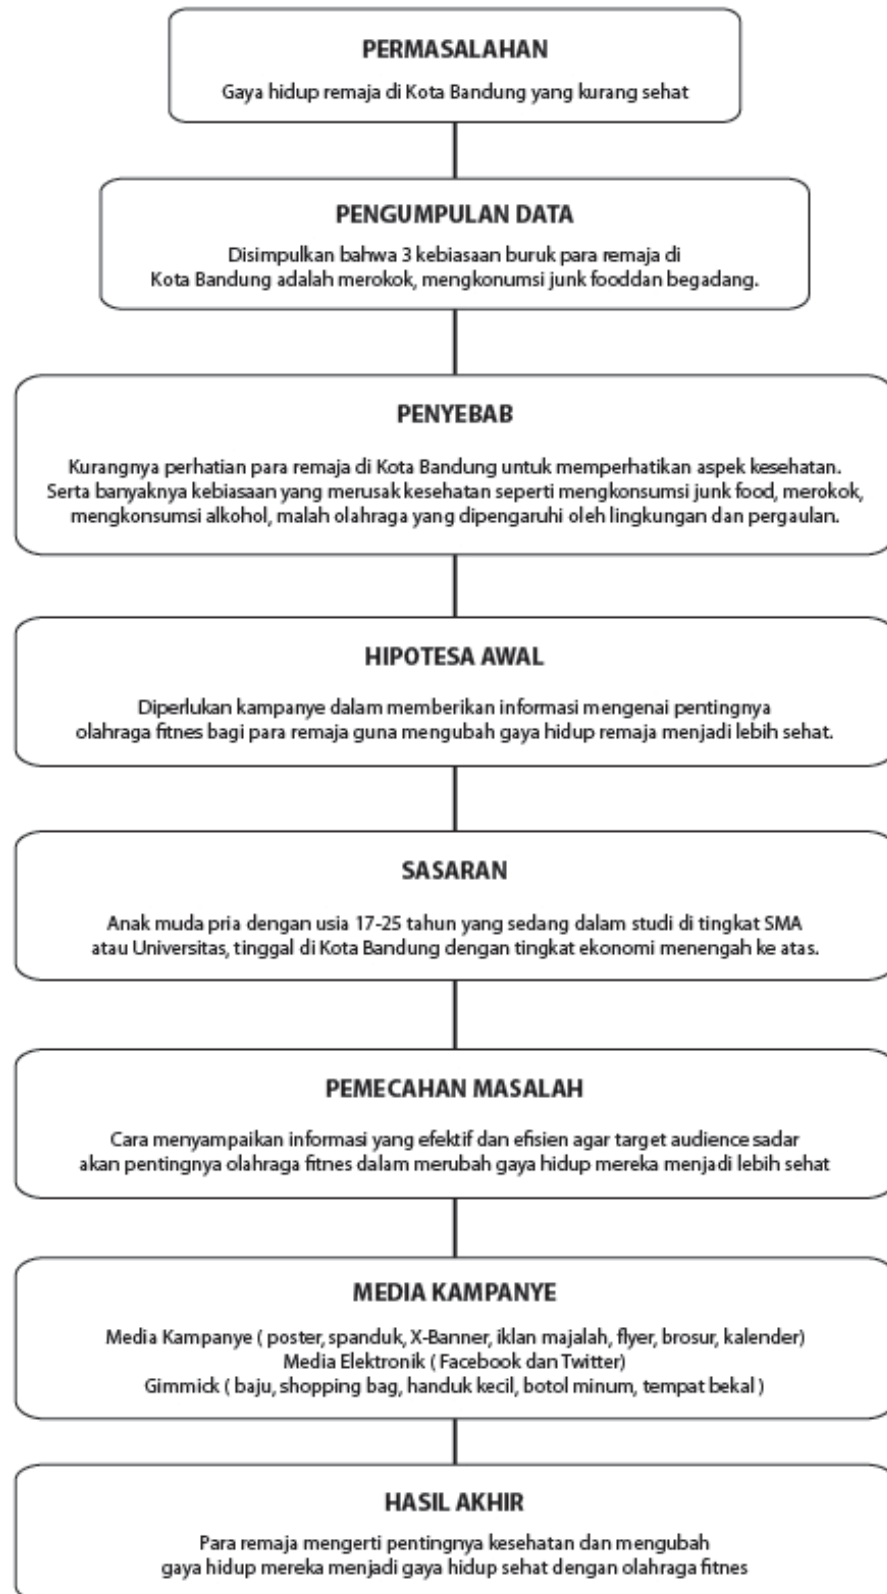 PERMASALAHAN
Gaya hidup remaja di Kota Bandung yang kurang sehat
PENGUMPULAN DATA
Disimpulkan bahwa 3 kebiasaan buruk para remaja di
Kota Bandung adalah merokok, mengkonumsi junk fooddan begadang.
PENYEBAB
Kurangnya perhatian para remaja di Kota Bandung untuk memperhatikan aspek kesehatan.
Serta banyaknya kebiasaan yang merusak kesehatan seperti mengkonsumsi junk food, merokok,
mengkonsumsi alkohol, malah olahraga yang dipengaruhi oleh lingkungan dan pergaulan.
HIPOTESA AWAL
Diperlukan kampanye dalam memberikan informasi mengenai pentingnya
olahraga fitnes bagi para remaja guna mengubah gaya hidup remaja menjadi lebih sehat.
SASARAN
Anak muda pria dengan usia 17-25 tahun yang sedang dalam studi di tingkat SMA
atau Universitas, tinggal di Kota Bandung dengan tingkat ekonomi menengah ke atas.
PEMECAHAN MASALAH
Cara menyampaikan informasi yang efektif dan efisien agar target audience sadar
akan pentingnya olahraga fitnes dalam merubah gaya hidup mereka menjadi lebih sehat
MEDIA KAMPANYE
Media Kampanye ( poster, spanduk, X-Banner, iklan majalah, flyer, brosur, kalender)
Media Elektronik ( Facebook dan Twitter)
Gimmick ( baju, shopping bag, handuk kecil, botol minum, tempat bekal )
HASIL AKHIR
Para remaja mengerti pentingnya kesehatan dan mengubah
gaya hidup mereka menjadi gaya hidup sehat dengan olahraga fitnes